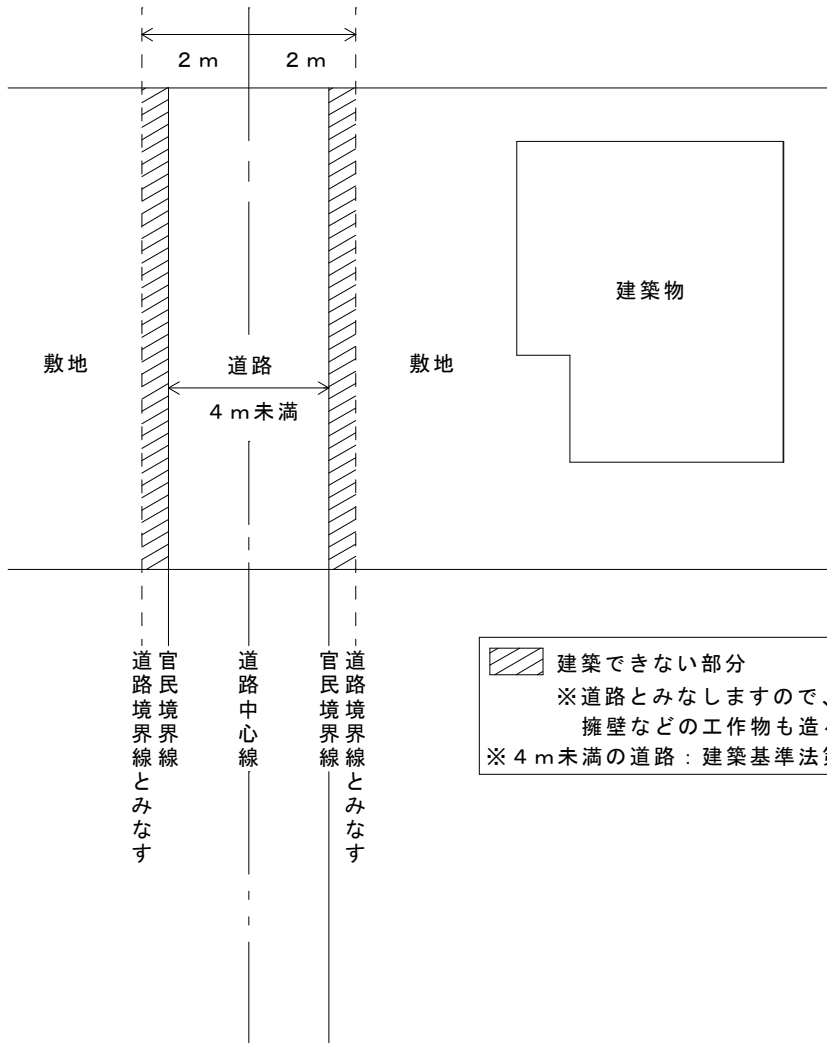 ２ｍ ２ｍ
建築物
敷地 道路 敷地
４ｍ未満
道路境界線とみなす
官民境界線
道路中心線
官民境界線
道路境界線とみなす
建築できない部分
※道路とみなしますので、
擁壁などの工作物も造
※４ｍ未満の道路：建築基準法